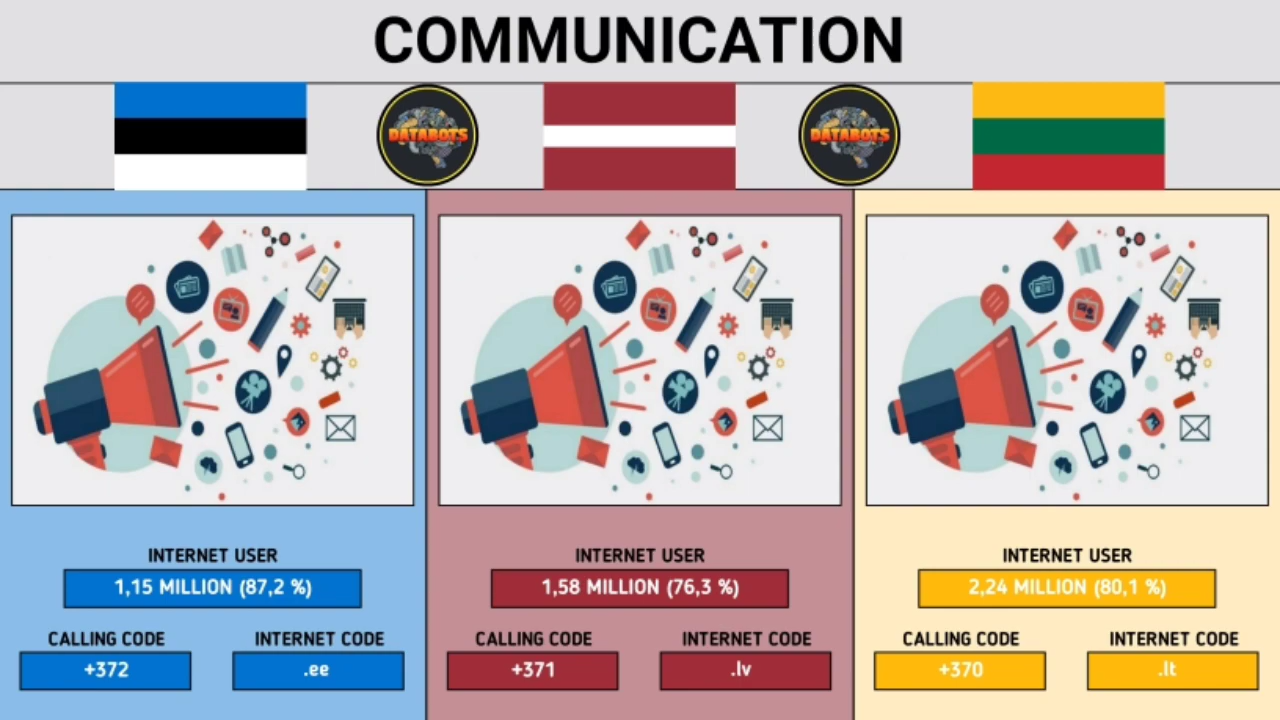 COMMUNICATION
DATABOTS
DATABOTS
INTERNET USER
1,15 MILLION (87,2 %)
CALLING CODE
INTERNET CODE
+372
.ee
INTERNET USER
1,58 MILLION (76,3 %)
CALLING CODE
INTERNET CODE
+371
.lv
INTERNET USER
2,24 MILLION (80,1 %)
CALLING CODE
INTERNET CODE
+370
.lt